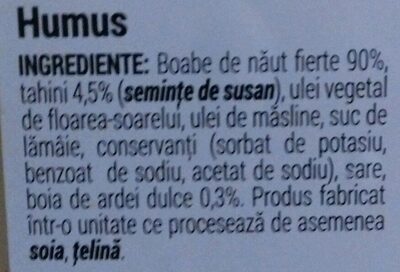 Humus
INGREDIENTE: Boabe de năut fierte 90%,
tahini 4,5% (semințe de susan), ulei vegetal
de floarea-soarelui, ulei de măsline, suc de
lămâie, conservanți (sorbat de potasiu,
benzoat de sodiu, acetat de sodiu), sare,
boia de ardei dulce 0,3%. Produs fabricat
într-o unitate ce procesează de asemenea
soia, țelină.